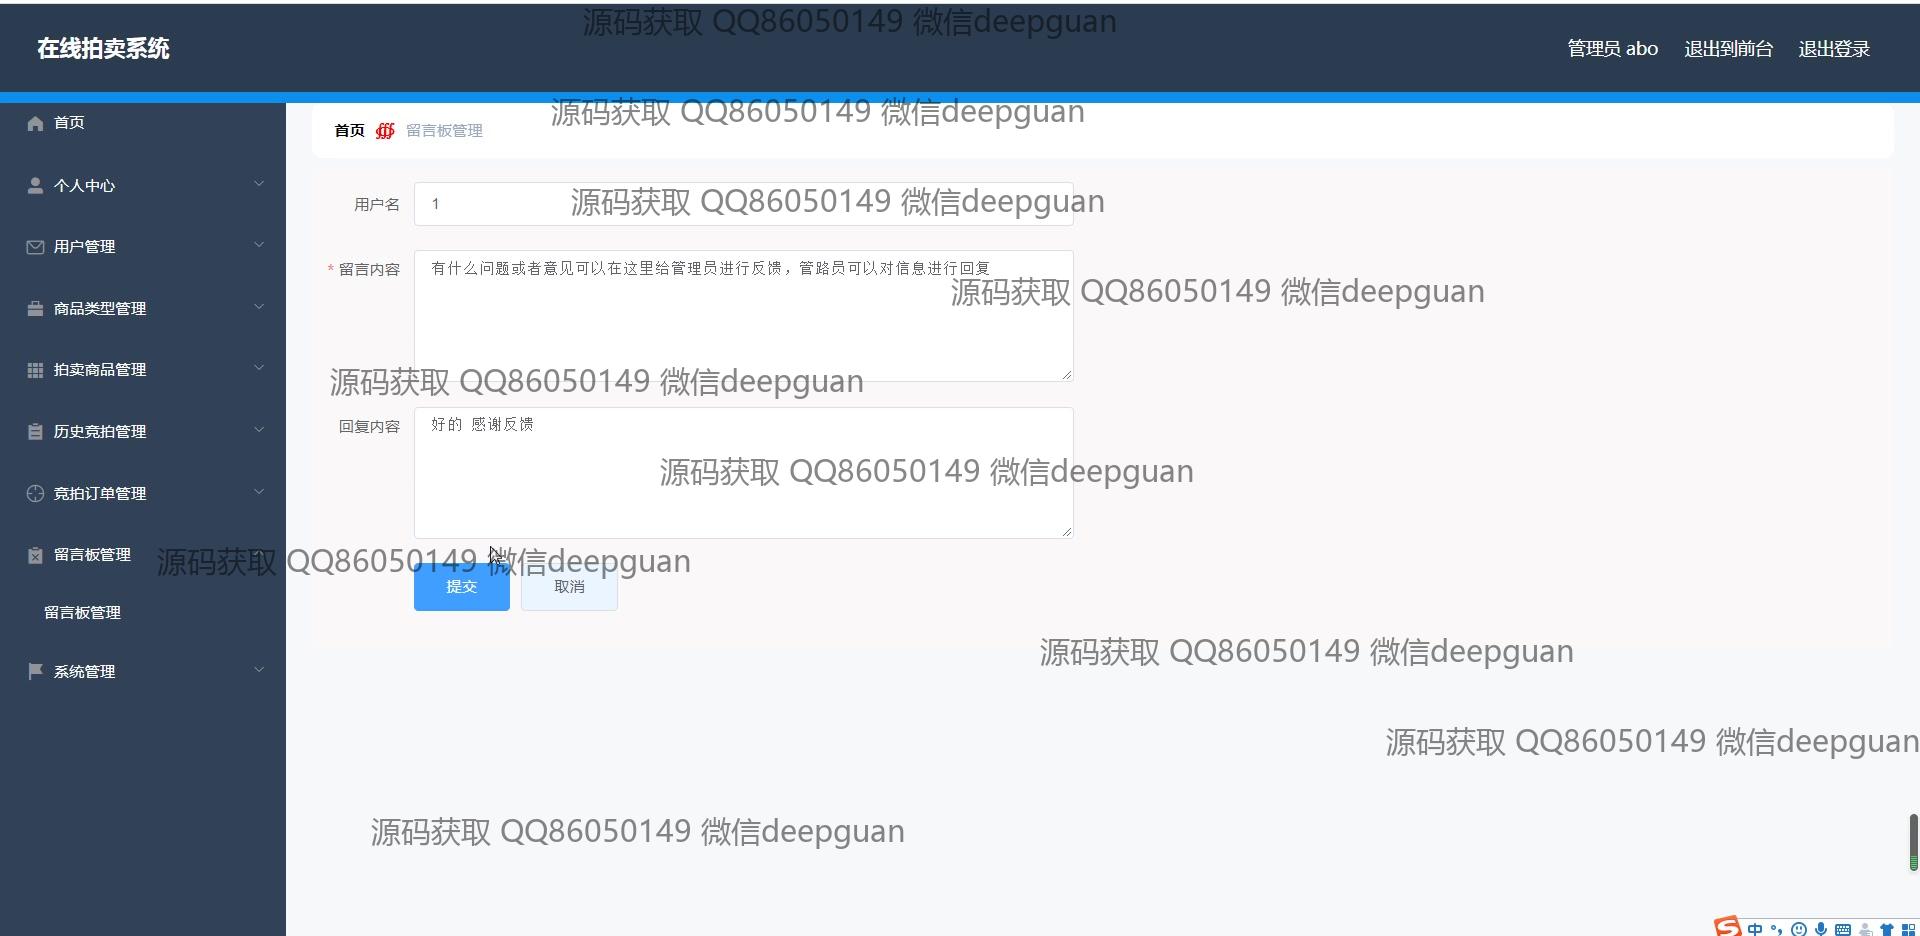 源码获取 QQ86050149 微信deepguan
在线拍卖系统
管理员 abo 退出到前台 退出登录
源码获取 QQ86050149 微信deepguan
首页
首页 留言板管理
个人中心
用户名 1
源码获取 QQ86050149 微信deepguan
用户管理
* 留言内容 有什么问题或者意见可以在这里给管理员进行反馈，管路员可以对信息进行回复
源码获取 QQ86050149 微信deepguan
商品类型管理
拍卖商品管理
源码获取 QQ86050149 微信deepguan
回复内容 好的 感谢反馈
历史竞拍管理
源码获取 QQ86050149 微信deepguan
竞拍订单管理
留言板管理
源码获取 QQ86050149 微信deepguan
提交 取消
留言板管理
源码获取 QQ86050149 微信deepguan
系统管理
源码获取 QQ86050149 微信deepguan
源码获取 QQ86050149 微信deepguan
中